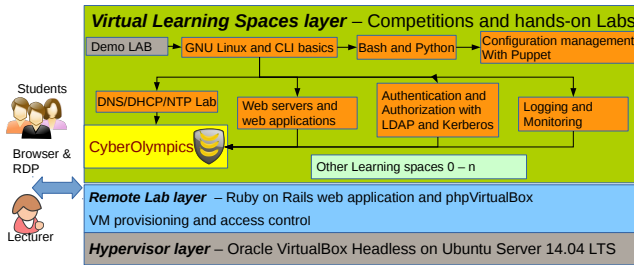 Virtual Learning Spaces layer – Competitions and hands-on Labs
Demo LAB
GNU Linux and CLI basics
Bash and Python
Configuration management
With Puppet
Students
DNS/DHCP/NTP Lab
Web servers and
web applications
Authentication and
Authorization with
LDAP and Kerberos
Logging and
Monitoring
CyberOlympics
Browser &
RDP
Other Learning spaces 0 – n
Remote Lab layer – Ruby on Rails web application and phpVirtualBox
VM provisioning and access control
Lecturer
Hypervisor layer – Oracle VirtualBox Headless on Ubuntu Server 14.04 LTS